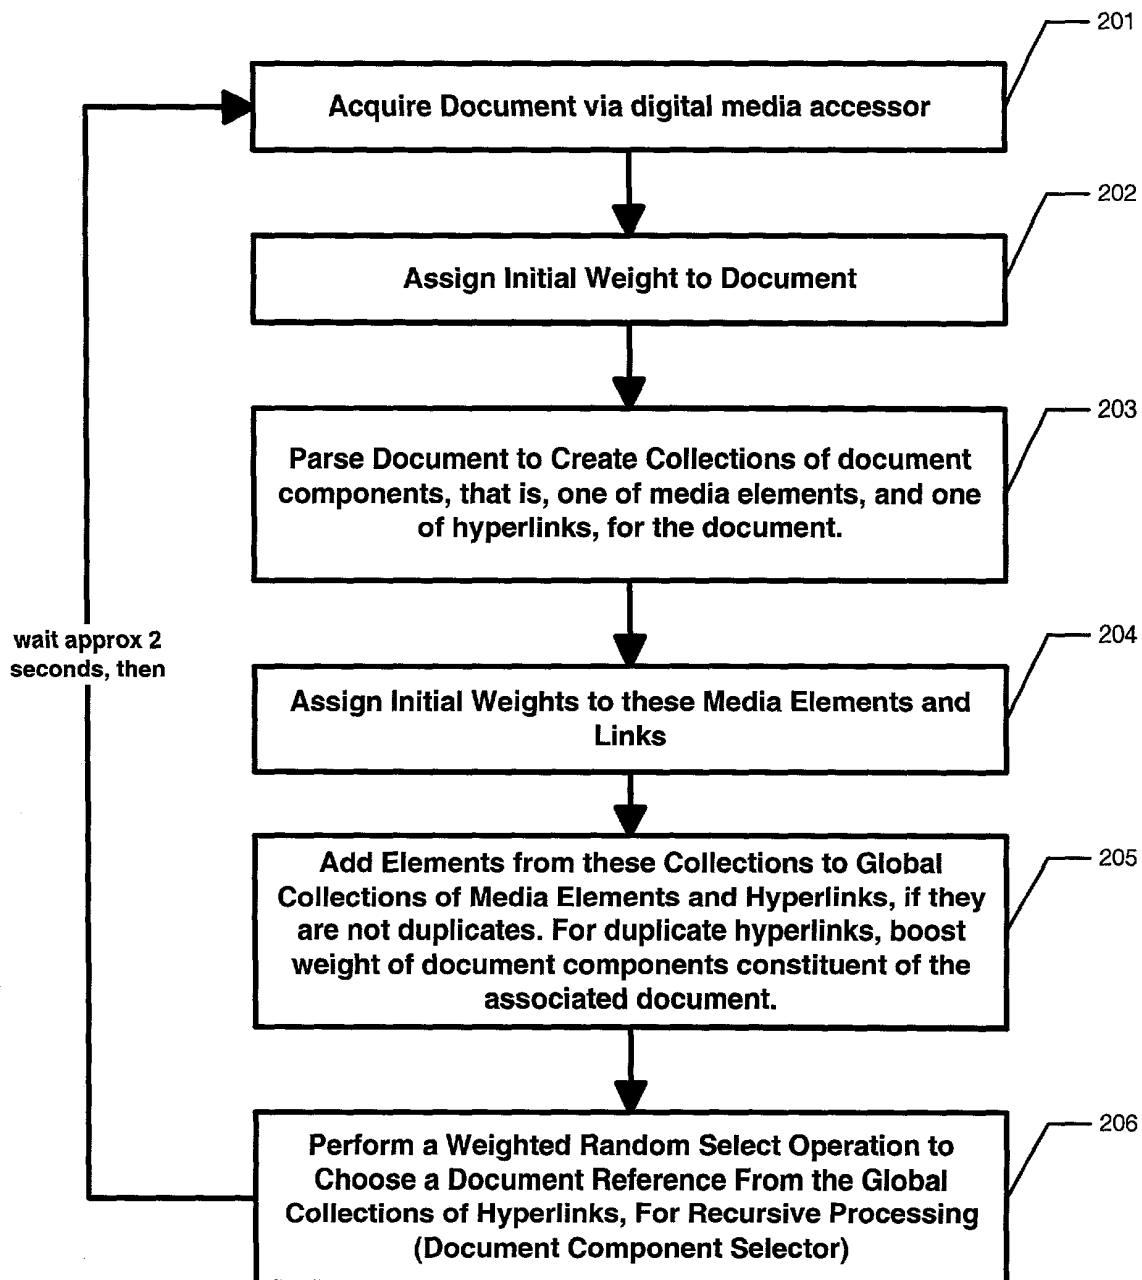 201
Acquire Document via digital media accessor
202
Assign Initial Weight to Document
203
Parse Document to Create Collections of document
components, that is, one of media elements, and one
of hyperlinks, for the document.
wait approx 2
seconds, then
204
Assign Initial Weights to these Media Elements and
Links
205
Add Elements from these Collections to Global
Collections of Media Elements and Hyperlinks, if they
are not duplicates. For duplicate hyperlinks, boost
weight of document components constituent of the
associated document.
206
Perform a Weighted Random Select Operation to
Choose a Document Reference From the Global
Collections of Hyperlinks, For Recursive Processing
(Document Component Selector)